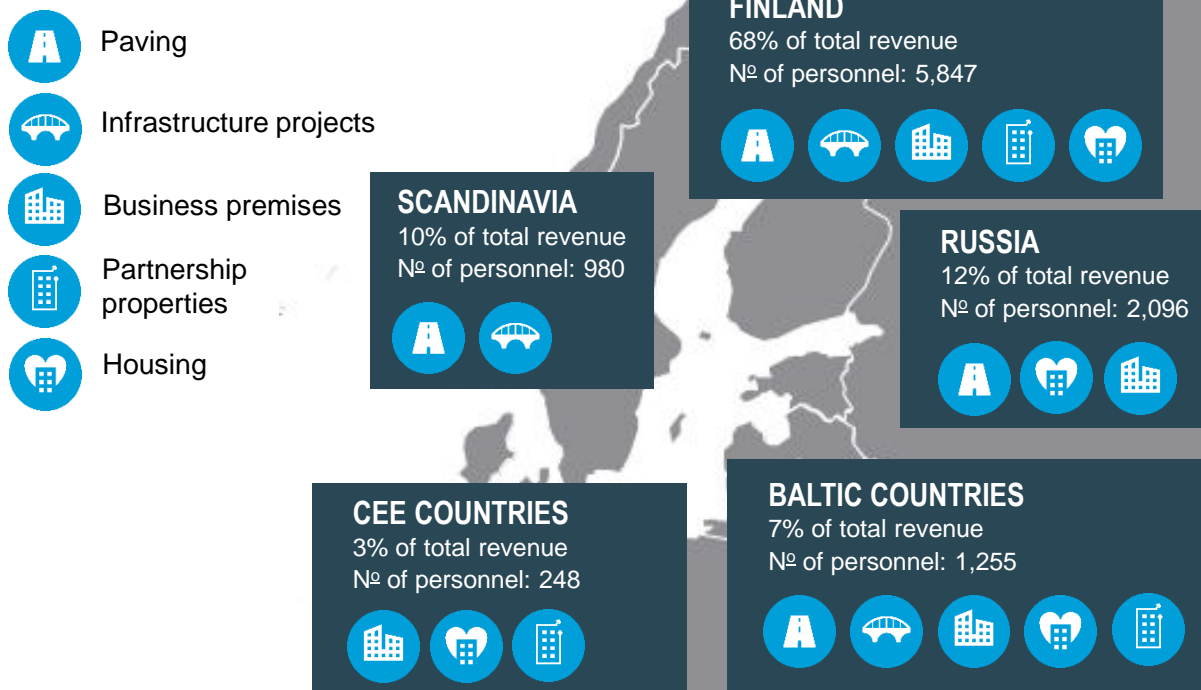 Paving
Infrastructure projects
Business premises
Partnership
properties
Housing
FINLAND
68% of total revenue
Nº of personnel: 5,847
SCANDINAVIA
10% of total revenue
Nº of personnel: 980
RUSSIA
12% of total revenue
Nº of personnel: 2,096
CEE COUNTRIES
3% of total revenue
Nº of personnel: 248
BALTIC COUNTRIES
7% of total revenue
Nº of personnel: 1,255